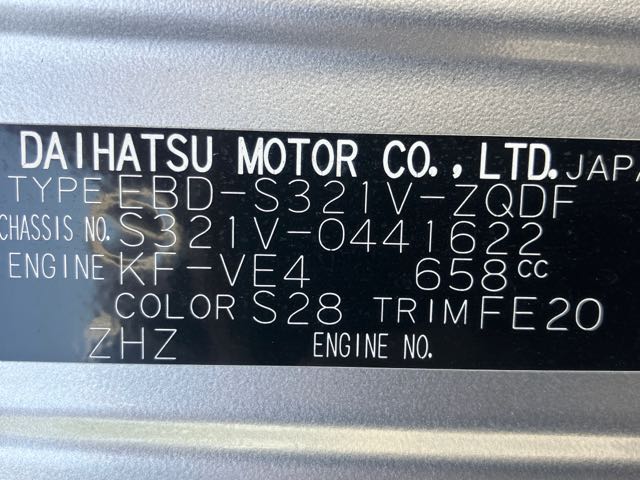 DAIHATSU MOTOR CO.,LTD. JAPA
TYPE EBD-S321V-ZQDF
CHASSIS NO. S321V-0441622
ENGINE KF-VE4 658cc
COLOR S28 TRIM FE20
ZHZ ENGINE NO.